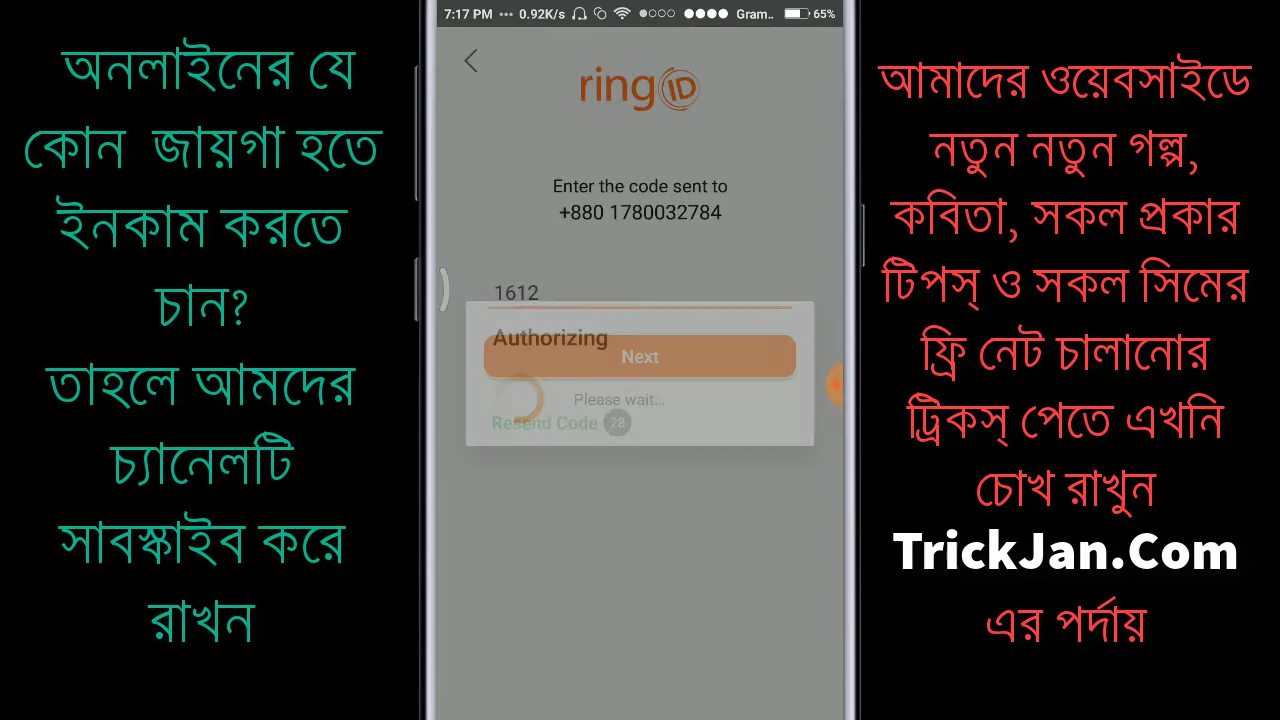 অনলাইনের যে
কোন জায়গা হতে
ইনকাম করতে
চান?
তাহলে আমদের
চ্যানেলটি
সাবস্কাইব করে
রাখন
7:17 PM ••• 0.92K/s Gram.. 65%
ring ID
Enter the code sent to
+880 1780032784
1612
Authorizing
Next
Please wait...
Resend Code 28
আমাদের ওয়েবসাইডে
নতুন নতুন গল্প,
কবিতা, সকল প্রকার
টিপস্ ও সকল সিমের
ফ্রি নেট চালানোর
ট্রিকস্ পেতে এখনি
চোখ রাখুন
TrickJan.Com
এর পর্দায়